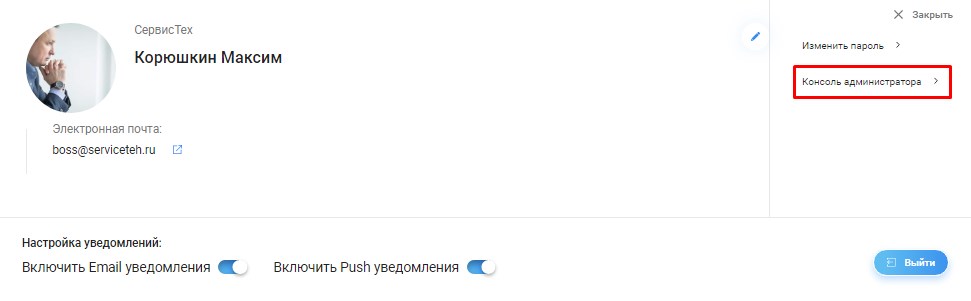 СервисТех
Корюшкин Максим
Электронная почта:
boss@serviceteh.ru
Закрыть
Изменить пароль
Консоль администратора
Настройка уведомлений:
Включить Email уведомления
Включить Push уведомления
Выйти